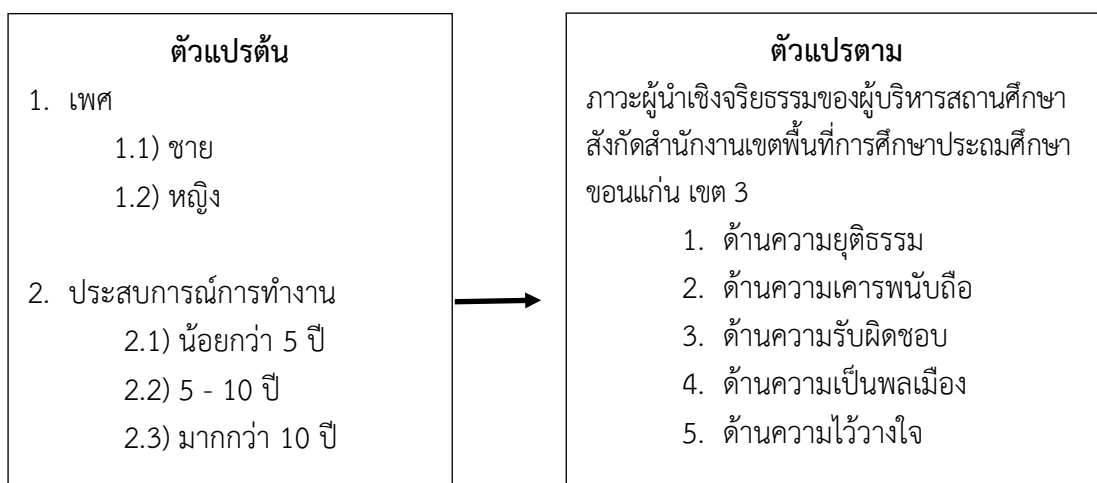 ตัวแปรต้น
1. เพศ
1.1) ชาย
1.2) หญิง
2. ประสบการณ์การทำงาน
2.1) น้อยกว่า 5 ปี
2.2) 5 - 10 ปี
2.3) มากกว่า 10 ปี
ตัวแปรตาม
ภาวะผู้นำเชิงจริยธรรมของผู้บริหารสถานศึกษา
สังกัดสำนักงานเขตพื้นที่การศึกษาประถมศึกษา
ขอนแก่น เขต 3
1. ด้านความยุติธรรม
2. ด้านความเคารพนับถือ
3. ด้านความรับผิดชอบ
4. ด้านความเป็นพลเมือง
5. ด้านความไว้วางใจ